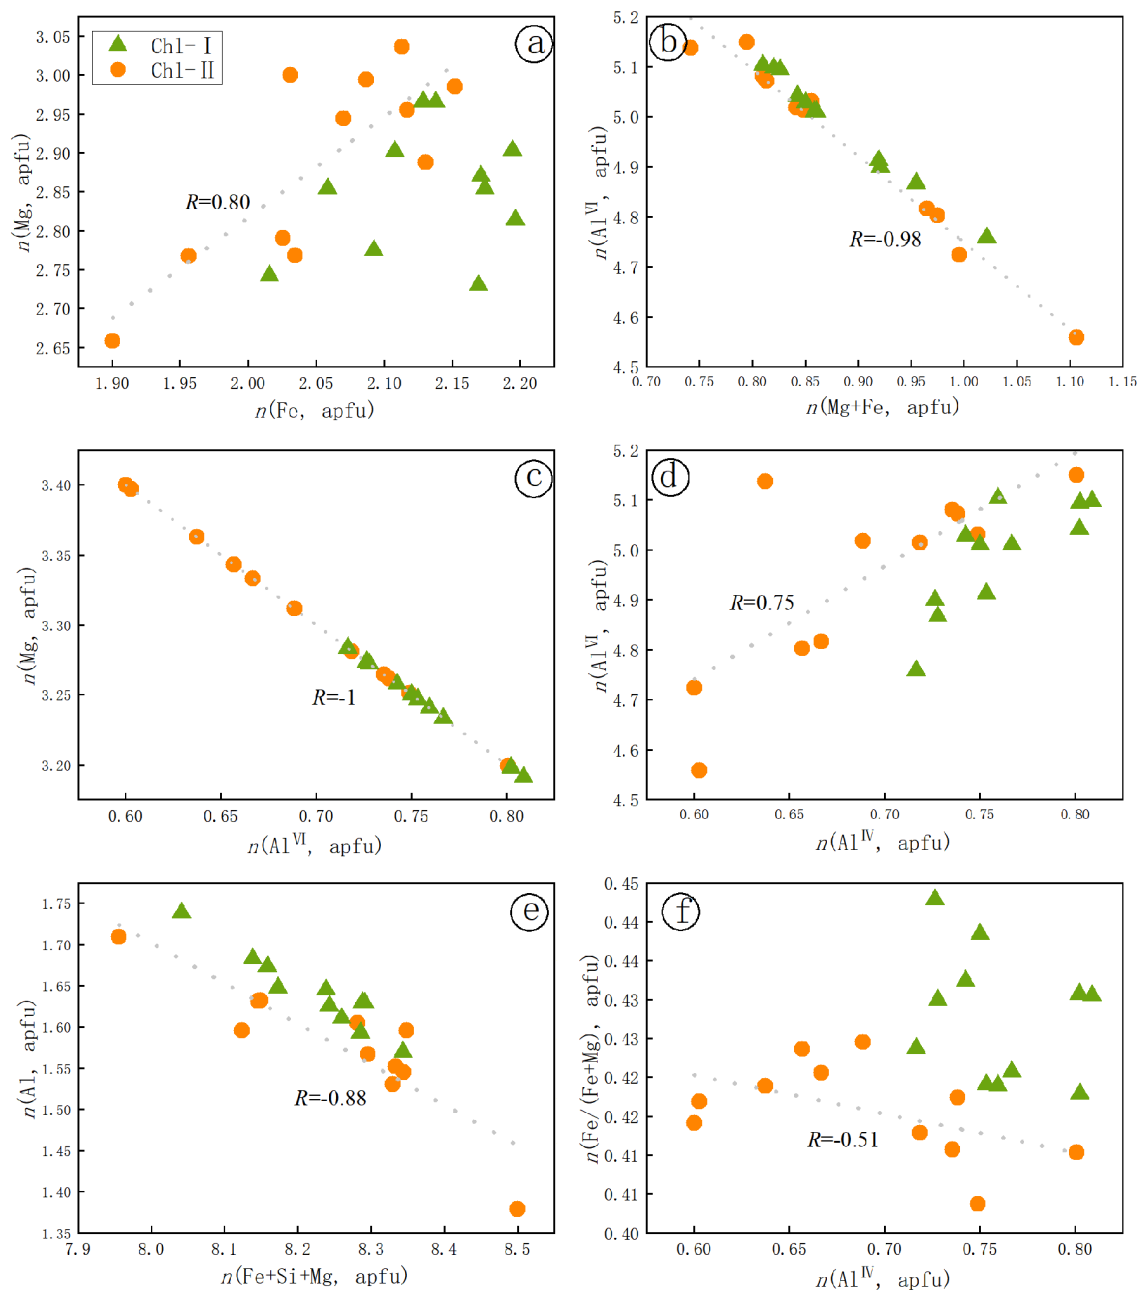 a
Chl-Ⅰ
Chl-Ⅱ
3.05
3.00
2.95
2.90
2.85
2.80
2.75
2.70
2.65
n(Mg, apfu)
R=0.80
1.90 1.95 2.00 2.05 2.10 2.15 2.20
n(Fe, apfu)
b
5.2
5.1
5.0
4.9
4.8
4.7
4.6
4.5
n(Al^VI, apfu)
R=-0.98
0.70 0.75 0.80 0.85 0.90 0.95 1.00 1.05 1.10 1.15
n(Mg+Fe, apfu)
c
3.40
3.35
3.30
3.25
3.20
n(Mg, apfu)
R=-1
0.60 0.65 0.70 0.75 0.80
n(Al^VI, apfu)
d
5.2
5.1
5.0
4.9
4.8
4.7
4.6
4.5
n(Al^VI, apfu)
R=0.75
0.60 0.65 0.70 0.75 0.80
n(Al^IV, apfu)
e
1.75
1.70
1.65
1.60
1.55
1.50
1.45
1.40
1.35
n(Al, apfu)
R=-0.88
7.9 8.0 8.1 8.2 8.3 8.4 8.5
n(Fe+Si+Mg, apfu)
f
0.45
0.44
0.44
0.43
0.43
0.42
0.42
0.41
0.41
0.40
n(Fe/(Fe+Mg), apfu)
R=-0.51
0.60 0.65 0.70 0.75 0.80
n(Al^IV, apfu)